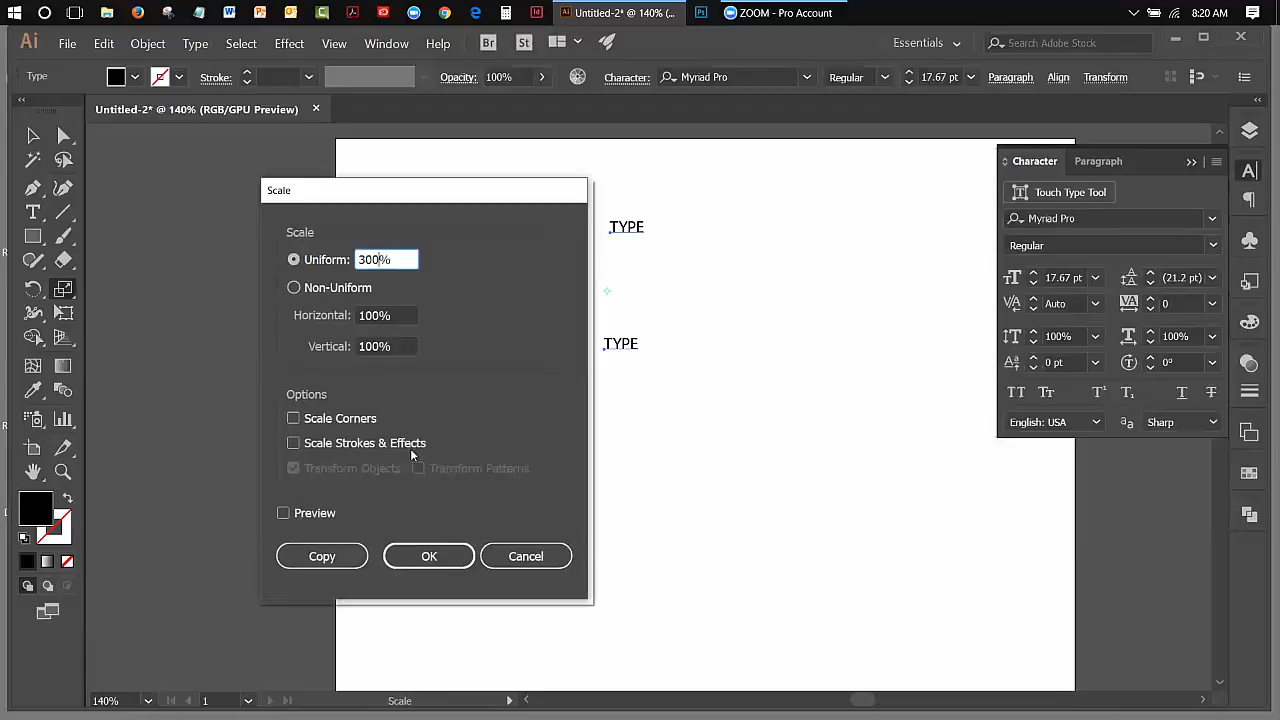 Untitled-2* @ 140% (...
ZOOM - Pro Account
8:20 AM
Ai
File
Edit
Object
Type
Select
Effect
View
Window
Help
Br
St
Essentials
Search Adobe Stock
Type
Stroke:
Opacity:
100%
Character:
Myriad Pro
Regular
17.67 pt
Paragraph
Align
Transform
Untitled-2* @ 140% (RGB/GPU Preview)
Scale
Scale
Uniform: 300%
Non-Uniform
Horizontal: 100%
Vertical: 100%
Options
Scale Corners
Scale Strokes & Effects
Transform Objects
Transform Patterns
Preview
Copy
OK
Cancel
TYPE
TYPE
Character
Paragraph
Touch Type Tool
Myriad Pro
Regular
17.67 pt
(21.2 pt)
Auto
0
100%
100%
0 pt
0°
English: USA
Sharp
140%
1
Scale